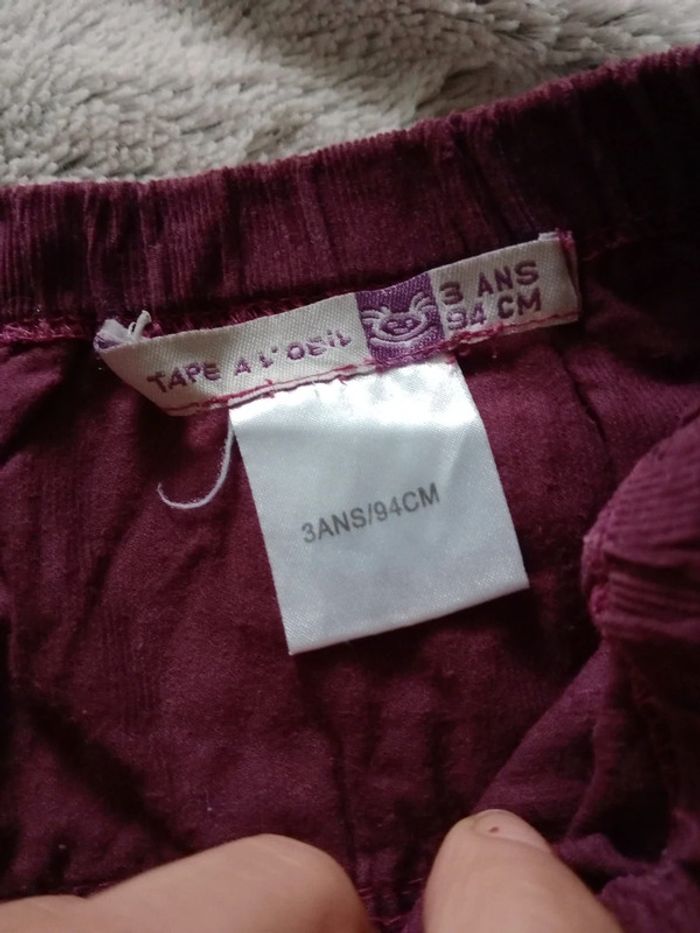 TAPE A L'OEIL
3 ANS
94 CM
3ANS/94CM